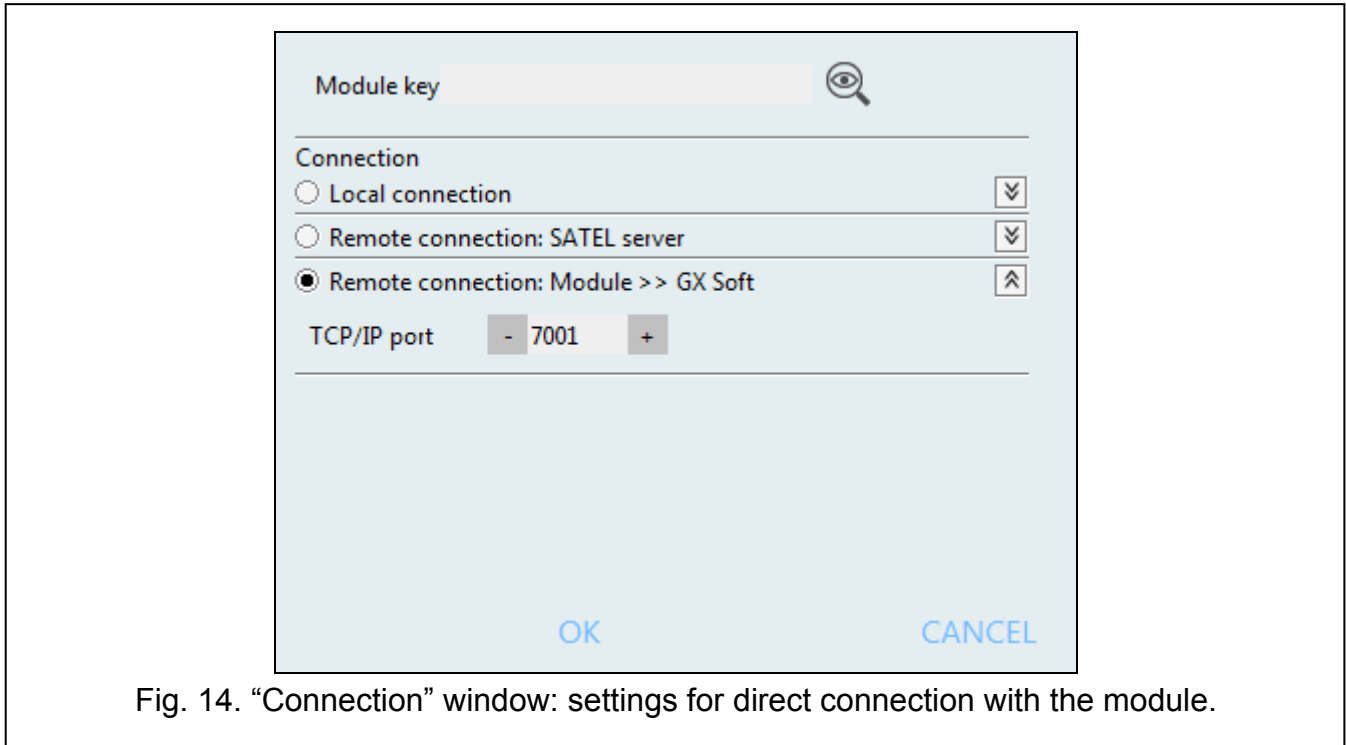 Module key
Connection
Local connection
Remote connection: SATEL server
Remote connection: Module >> GX Soft
TCP/IP port - 7001 +
OK CANCEL
Fig. 14. “Connection” window: settings for direct connection with the module.